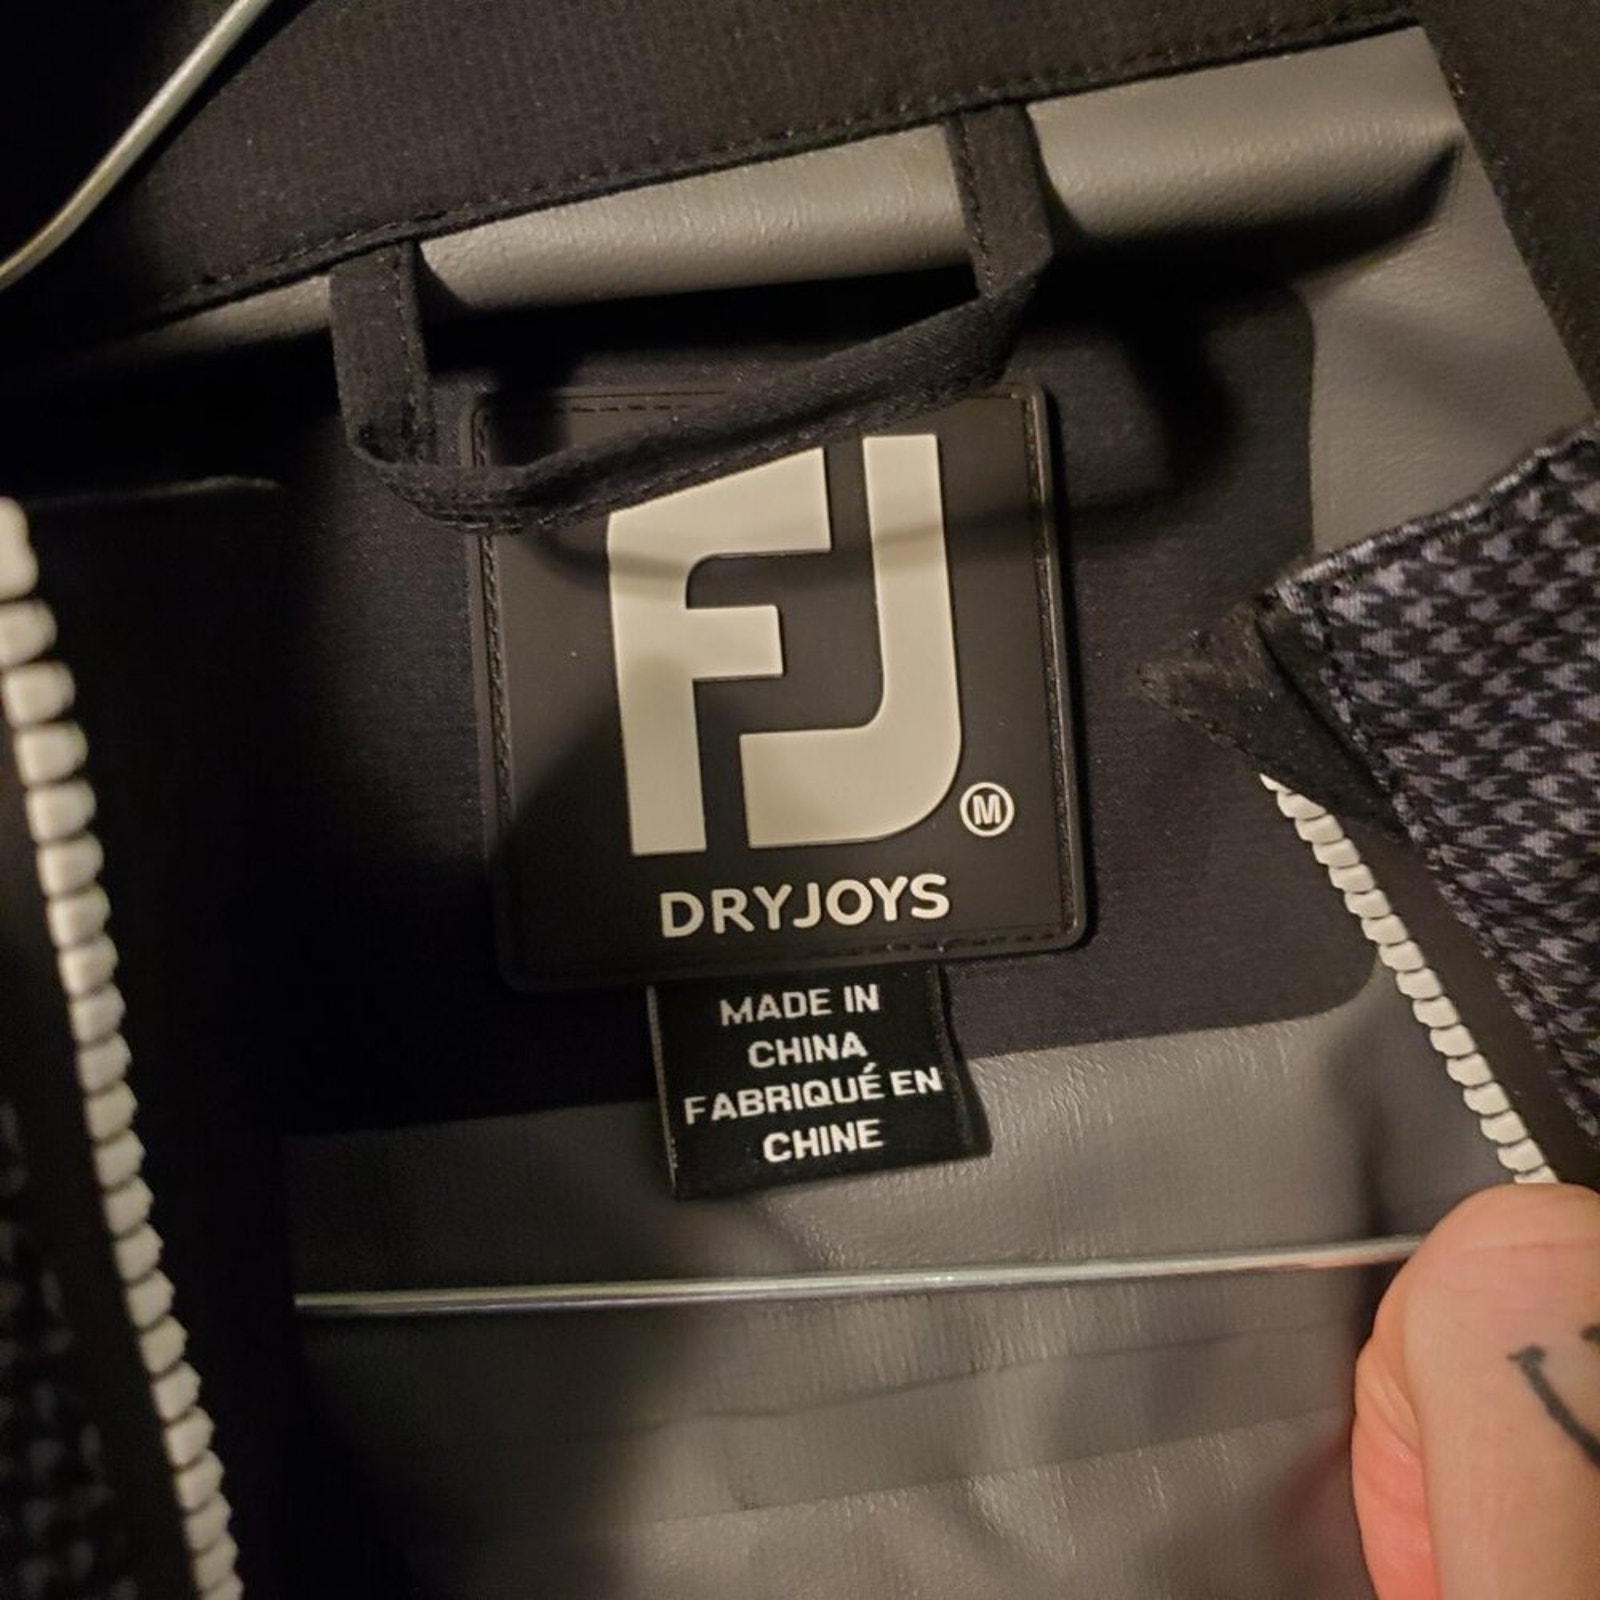 FJ
M
DRYJOYS
MADE IN
CHINA
FABRIQUÉ EN
CHINE